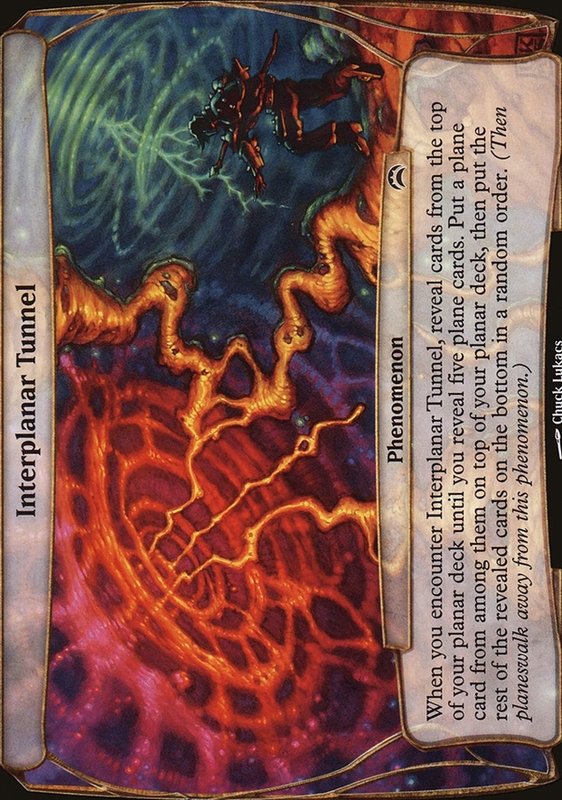 Interplanar Tunnel
Phenomenon
When you encounter Interplanar Tunnel, reveal cards from the top
of your planar deck until you reveal five plane cards. Put a plane
card from among them on top of your planar deck, then put the
rest of the revealed cards on the bottom in a random order. (Then
planeswalk away from this phenomenon.)
Chuck Lukacs